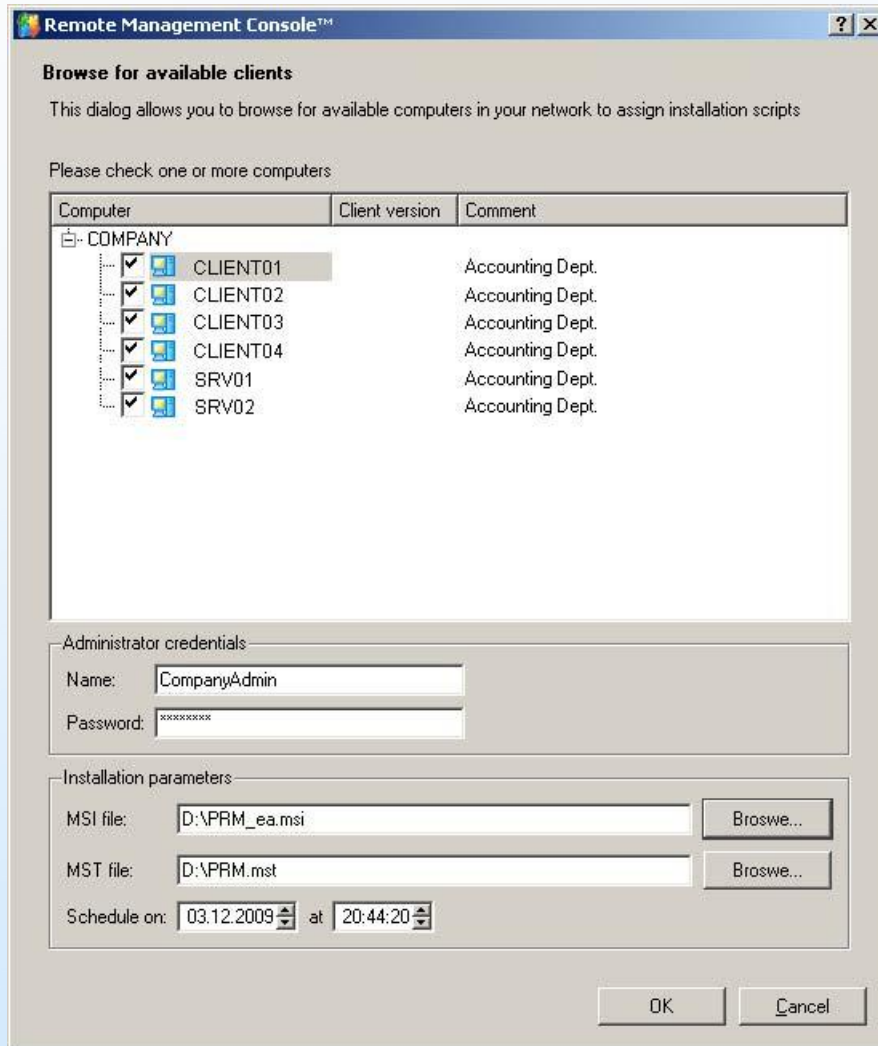 Remote Management Console™
Browse for available clients
This dialog allows you to browse for available computers in your network to assign installation scripts
Please check one or more computers
Computer Client version Comment
COMPANY
CLIENT01 Accounting Dept.
CLIENT02 Accounting Dept.
CLIENT03 Accounting Dept.
CLIENT04 Accounting Dept.
SRV01 Accounting Dept.
SRV02 Accounting Dept.
Administrator credentials
Name: CompanyAdmin
Password: ********
Installation parameters
MSI file: D:\PRM_ea.msi Broswe...
MST file: D:\PRM.mst Broswe...
Schedule on: 03.12.2009 at 20:44:20
OK Cancel